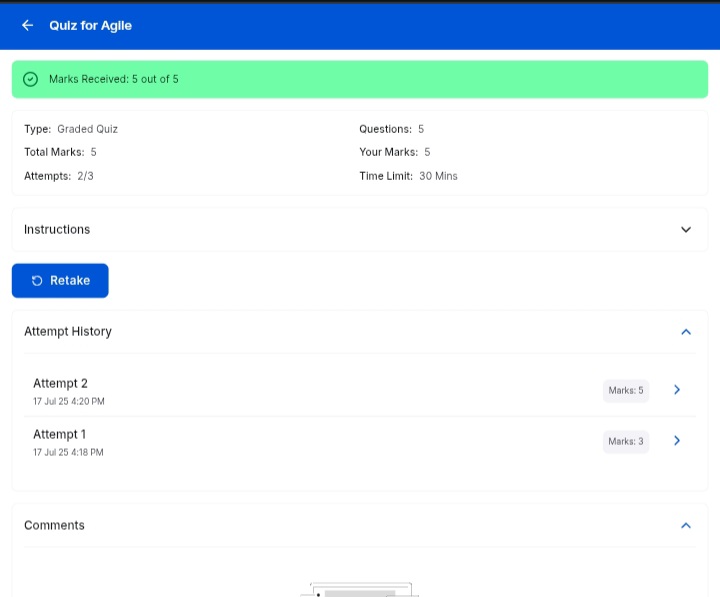 Quiz for Agile
Marks Received: 5 out of 5
Type: Graded Quiz
Questions: 5
Total Marks: 5
Your Marks: 5
Attempts: 2/3
Time Limit: 30 Mins
Instructions
Retake
Attempt History
Attempt 2
17 Jul 25 4:20 PM
Marks: 5
Attempt 1
17 Jul 25 4:18 PM
Marks: 3
Comments